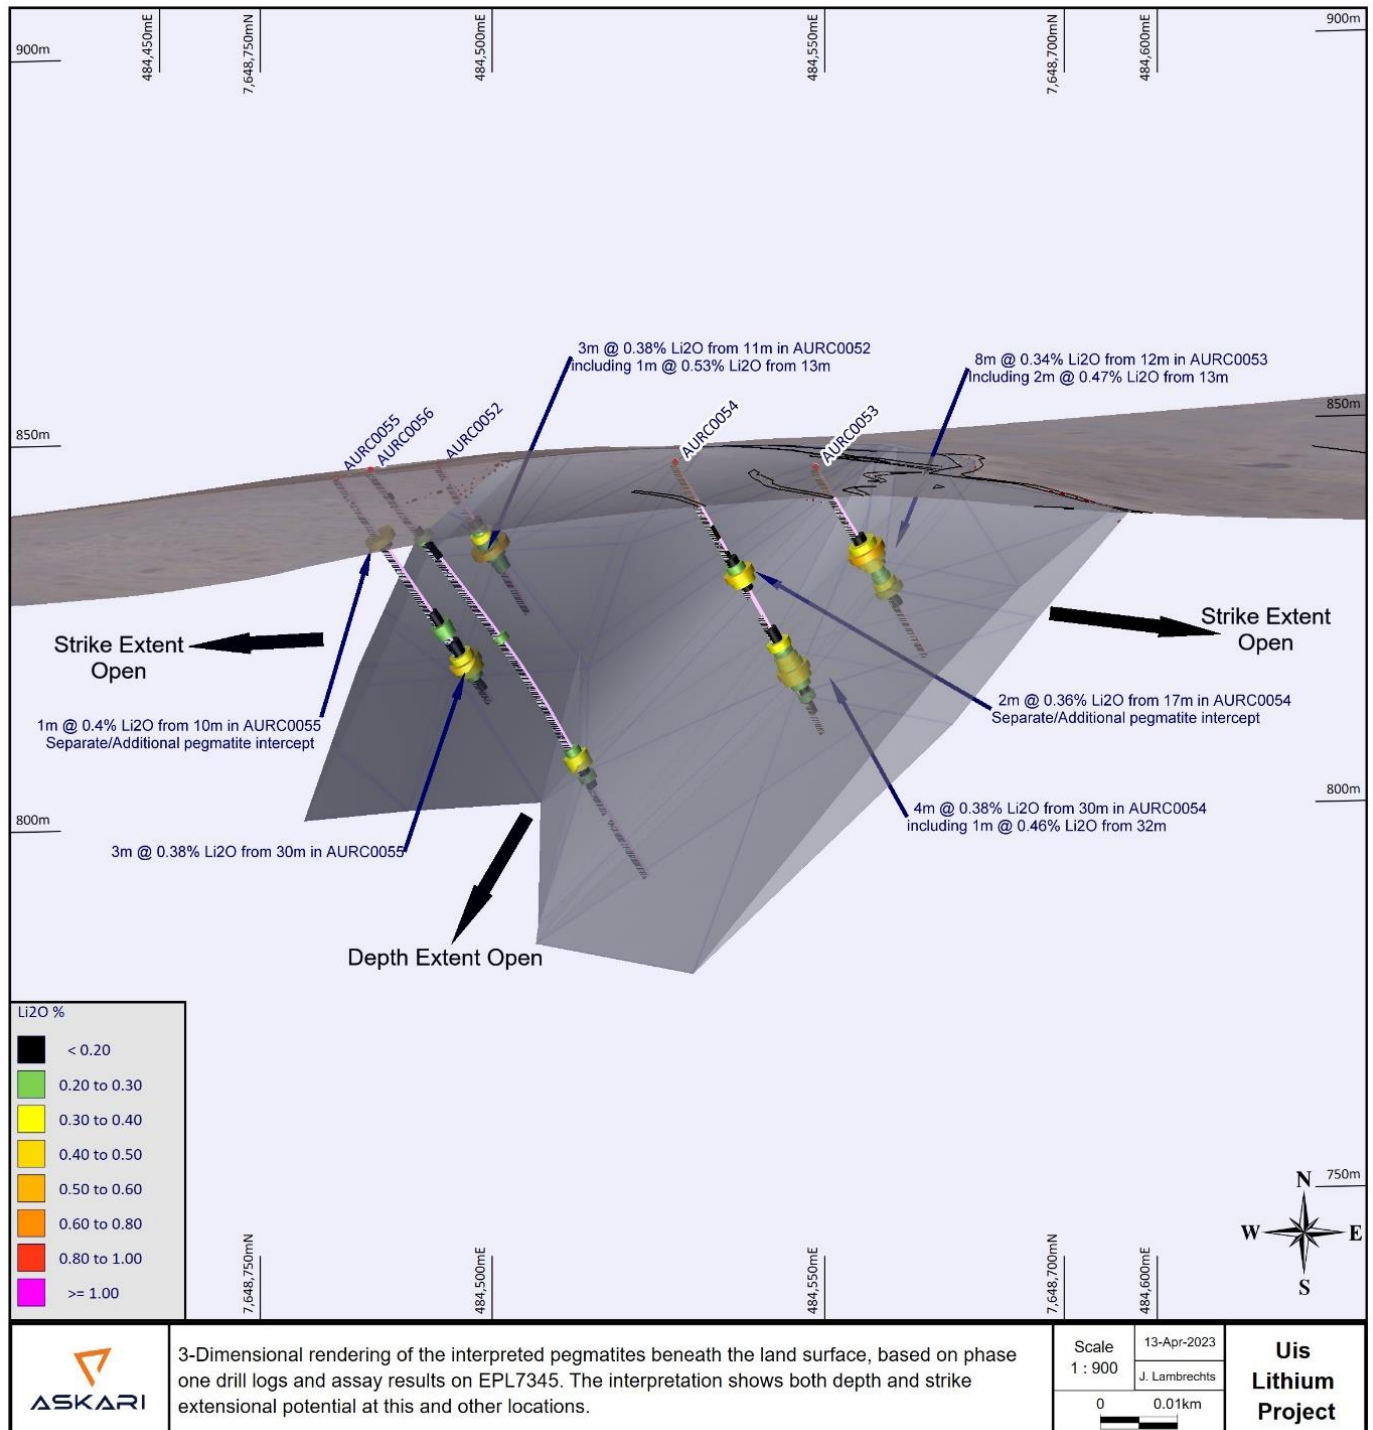 900m
484,450mE
7,648,750mN
484,500mE
484,550mE
7,648,700mN
484,600mE
900m
3m @ 0.38% Li2O from 11m in AURC0052
including 1m @ 0.53% Li2O from 13m
8m @ 0.34% Li2O from 12m in AURC0053
Including 2m @ 0.47% Li2O from 13m
850m
AURC0055
AURC0056
AURC0052
AURC0054
AURC0053
850m
Strike Extent
Open
Strike Extent
Open
1m @ 0.4% Li2O from 10m in AURC0055
Separate/Additional pegmatite intercept
2m @ 0.36% Li2O from 17m in AURC0054
Separate/Additional pegmatite intercept
800m
800m
4m @ 0.38% Li2O from 30m in AURC0054
including 1m @ 0.46% Li2O from 32m
3m @ 0.38% Li2O from 30m in AURC0055
Depth Extent Open
Li2O %
< 0.20
0.20 to 0.30
0.30 to 0.40
0.40 to 0.50
0.50 to 0.60
0.60 to 0.80
0.80 to 1.00
>= 1.00
750m
N
W
E
S
7,648,750mN
484,500mE
484,550mE
7,648,700mN
484,600mE
ASKARI
3-Dimensional rendering of the interpreted pegmatites beneath the land surface, based on phase
one drill logs and assay results on EPL7345. The interpretation shows both depth and strike
extensional potential at this and other locations.
Scale
1 : 900
13-Apr-2023
J. Lambrechts
0 0.01km
Uis
Lithium
Project